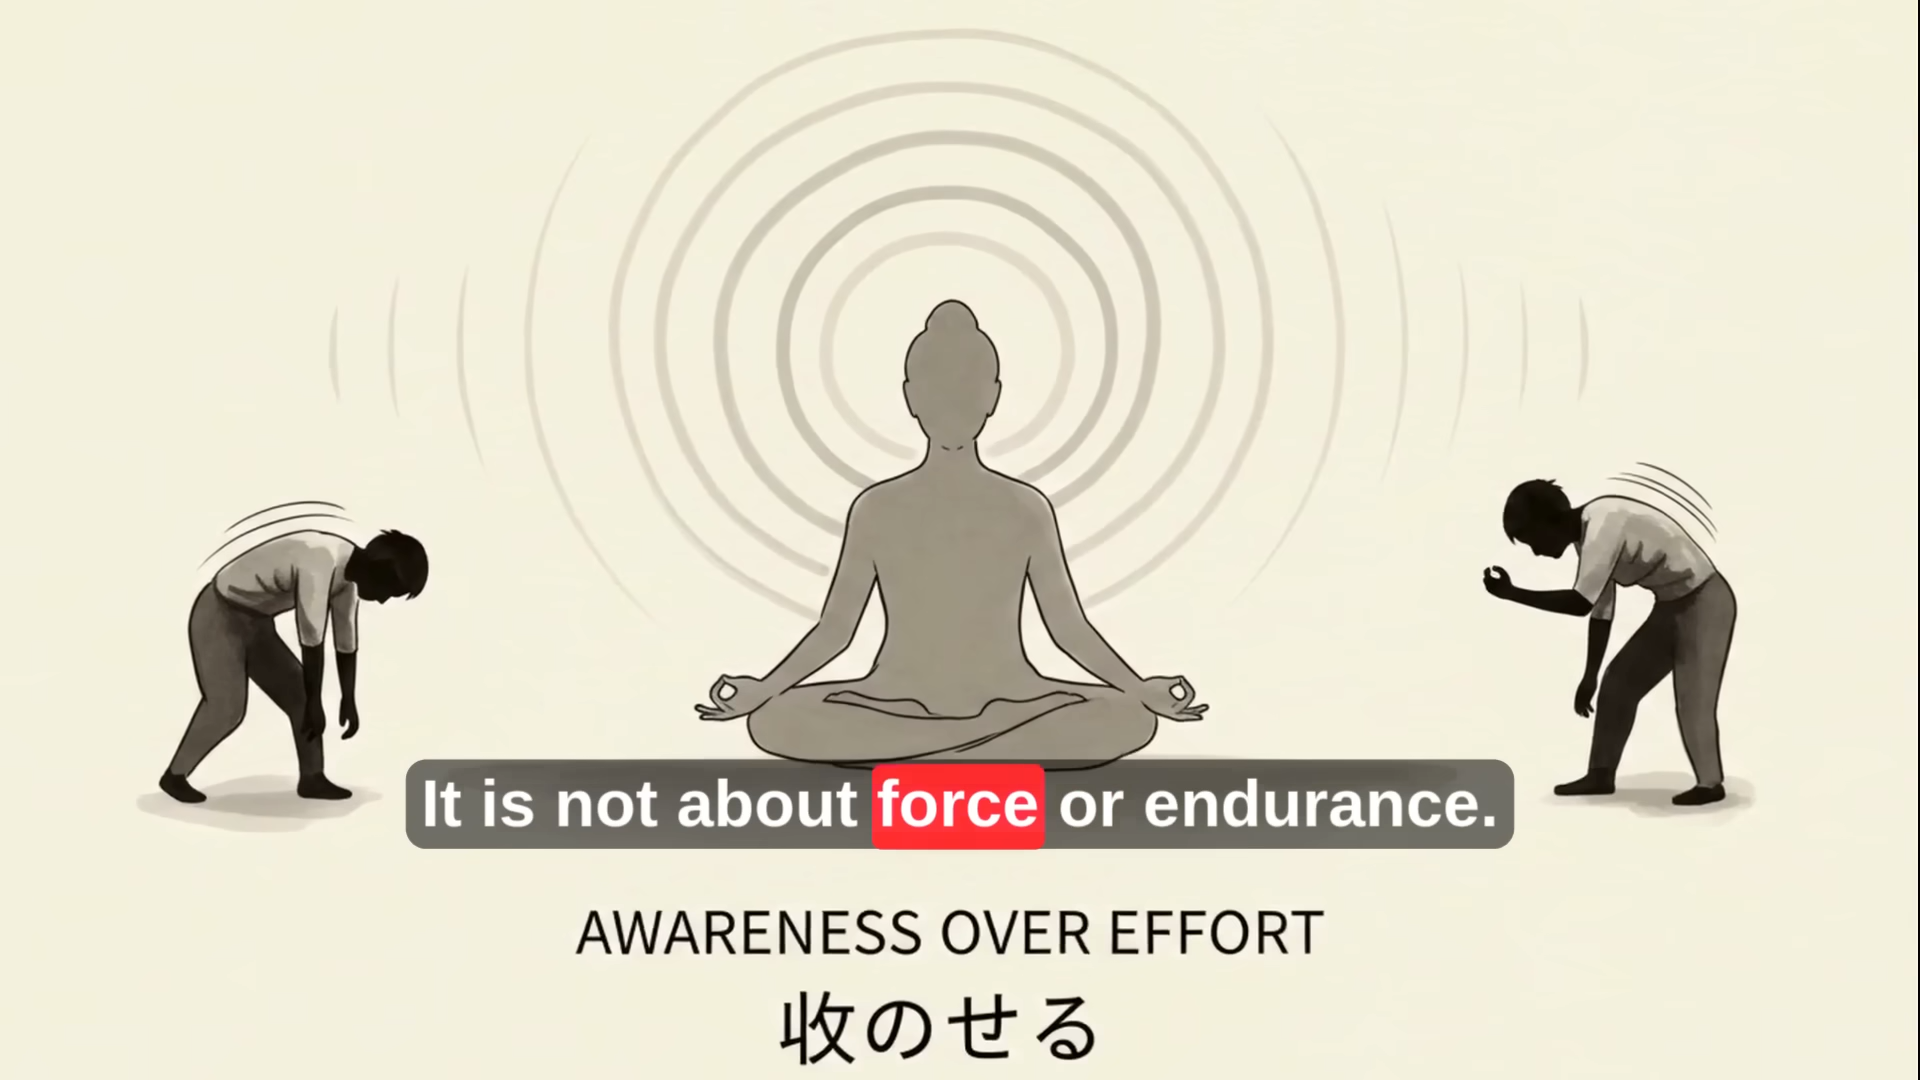 It is not about force or endurance.
AWARENESS OVER EFFORT
收のせる